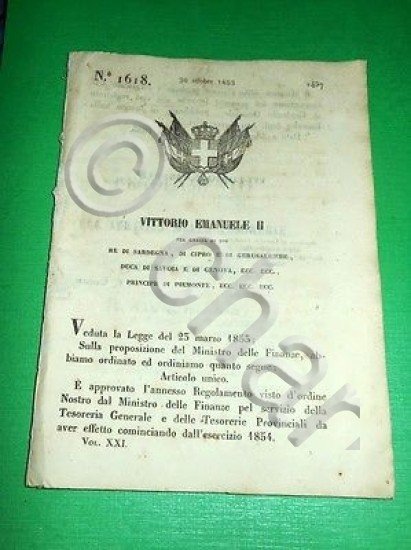 N.° 1618.
30 ottobre 1853
VITTORIO EMANUELE II
PER GRAZIA DI DIO
RE DI SARDEGNA, DI CIPRO E DI GERUSALEMME,
DUCA DI SAVOIA E DI GENOVA, ECC. ECC.,
PRINCIPE DI PIEMONTE, ECC. ECC. ECC.
Veduta la Legge del 23 marzo 1853;
Sulla proposizione del Ministro delle Finanze, ab-
biamo ordinato ed ordiniamo quanto segue:
Articolo unico.
È approvato l'annesso Regolamento visto d'ordine
Nostro dal Ministro delle Finanze pel servizio della
Tesoreria Generale e delle Tesorerie Provinciali da
aver effetto cominciando dall'esercizio 1854.
VOL. XXI.